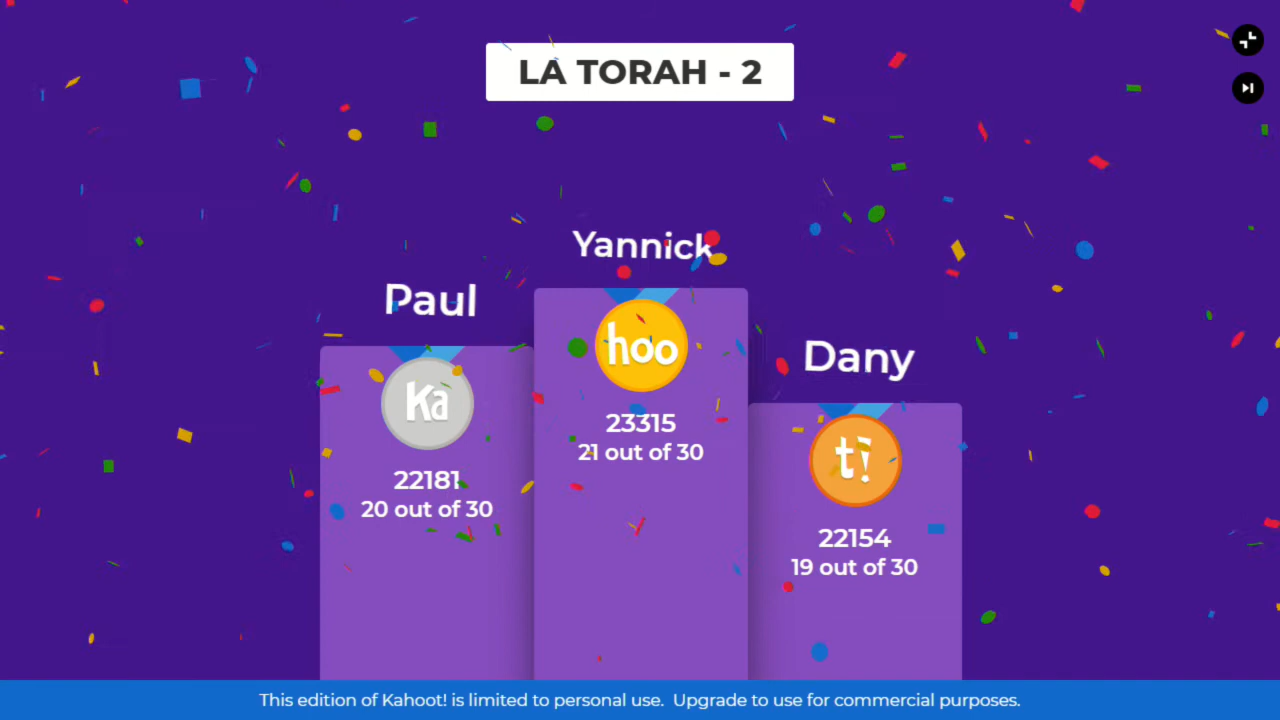 LA TORAH - 2
Yannick
Paul
Dany
hoo
23315
21 out of 30
Ka
22181
20 out of 30
t!
22154
19 out of 30
This edition of Kahoot! is limited to personal use. Upgrade to use for commercial purposes.